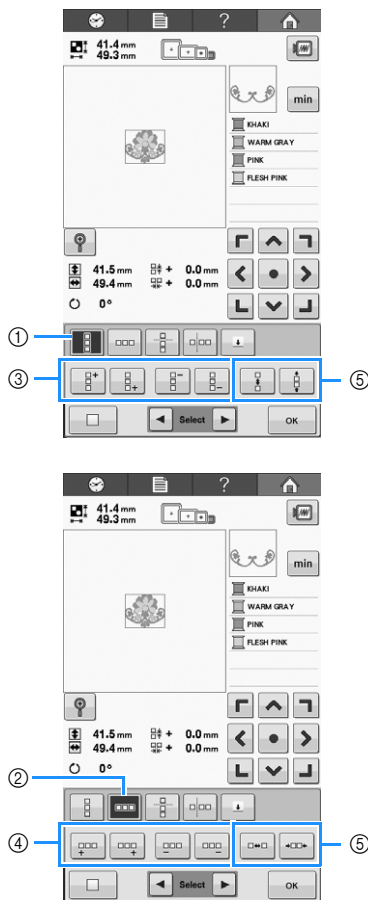 ?
41.4 mm
49.3 mm
min
KHAKI
WARM GRAY
PINK
FLESH PINK
41.5 mm + 0.0 mm
49.4 mm + 0.0 mm
0°
①
③
⑤
Select
OK
?
41.4 mm
49.3 mm
min
KHAKI
WARM GRAY
PINK
FLESH PINK
41.5 mm + 0.0 mm
49.4 mm + 0.0 mm
0°
②
④
⑤
Select
OK